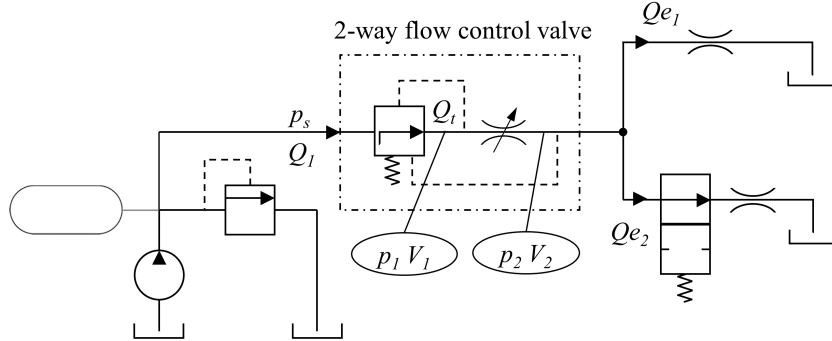 Qe1
2-way flow control valve
ps
Qt
Q1
Qe2
p1 V1
p2 V2